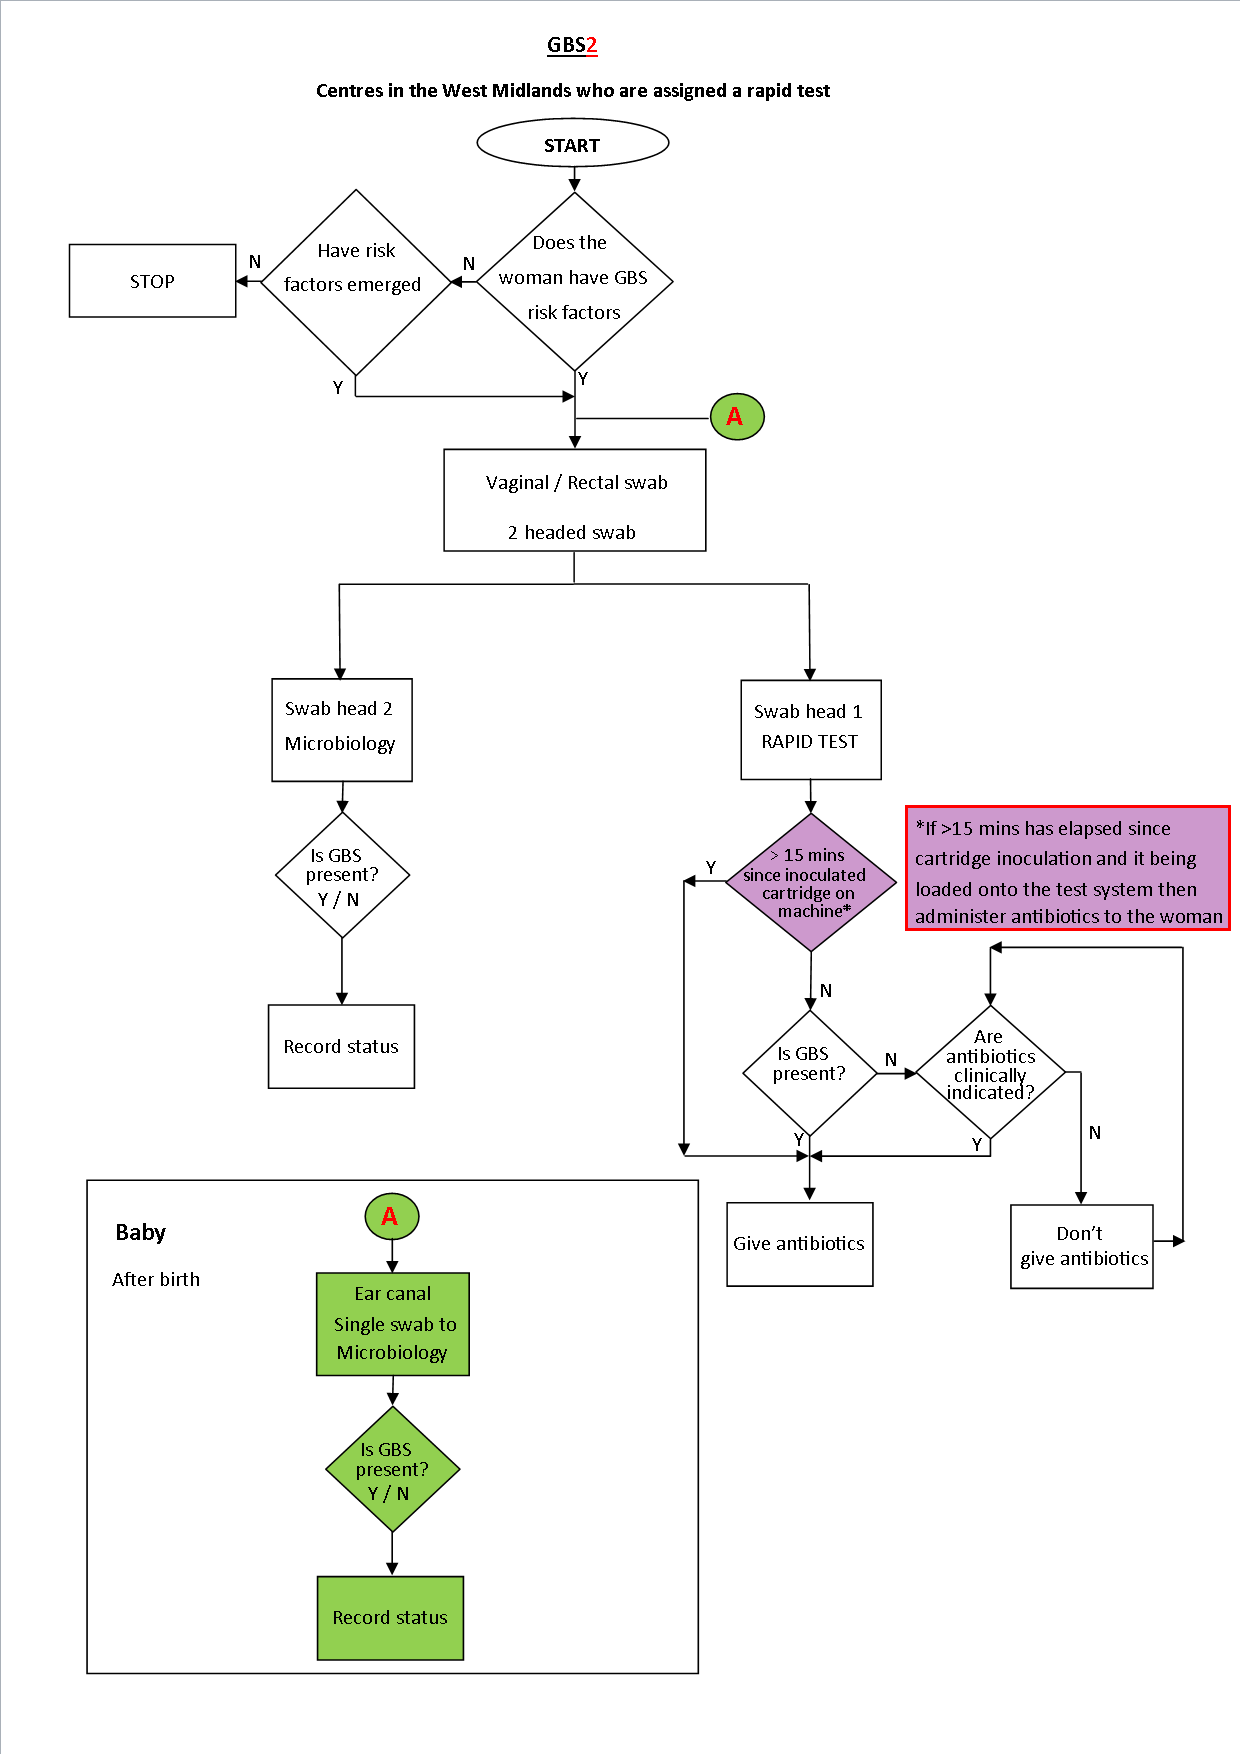 GBS2
Centres in the West Midlands who are assigned a rapid test
START
Does the
woman have GBS
risk factors
N
Have risk
factors emerged
N
STOP
Y
Y
A
Vaginal / Rectal swab
2 headed swab
Swab head 2
Microbiology
Is GBS
present?
Y / N
Record status
Swab head 1
RAPID TEST
> 15 mins
since inoculated
cartridge on
machine*
Y
N
*If >15 mins has elapsed since
cartridge inoculation and it being
loaded onto the test system then
administer antibiotics to the woman
Is GBS
present?
N
Y
Are
antibiotics
clinically
indicated?
Y
N
Give antibiotics
Don’t
give antibiotics
Baby
After birth
A
Ear canal
Single swab to
Microbiology
Is GBS
present?
Y / N
Record status